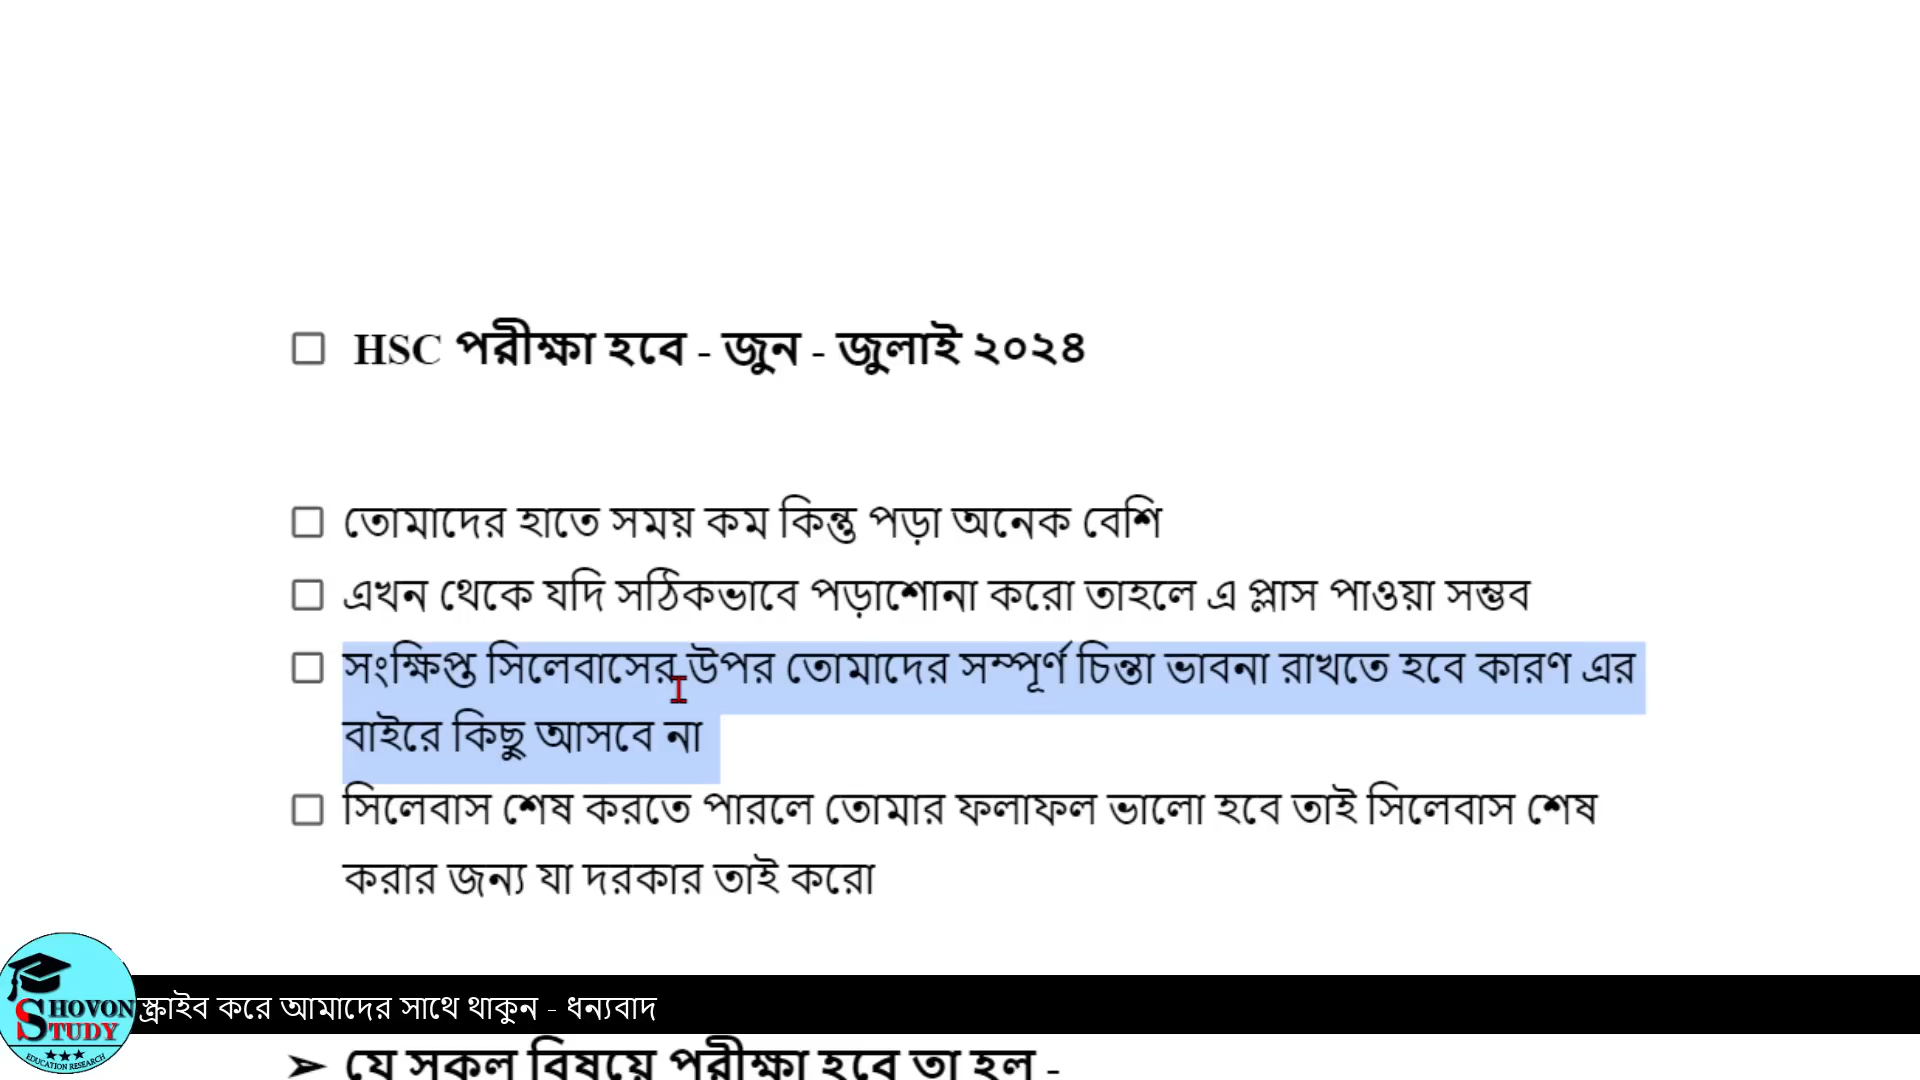 ☐ HSC পরীক্ষা হবে - জুন - জুলাই ২০২৪
☐ তোমাদের হাতে সময় কম কিন্তু পড়া অনেক বেশি
☐ এখন থেকে যদি সঠিকভাবে পড়াশোনা করো তাহলে এ প্লাস পাওয়া সম্ভব
☐ সংক্ষিপ্ত সিলেবাসের উপর তোমাদের সম্পূর্ণ চিন্তা ভাবনা রাখতে হবে কারণ এর
বাইরে কিছু আসবে না
☐ সিলেবাস শেষ করতে পারলে তোমার ফলাফল ভালো হবে তাই সিলেবাস শেষ
করার জন্য যা দরকার তাই করো
SHOVON
STUDY
EDUCATION RESEARCH
স্ক্রাইব করে আমাদের সাথে থাকুন - ধন্যবাদ
➢ যে সকল বিষয়ে পরীক্ষা হবে তা হল -